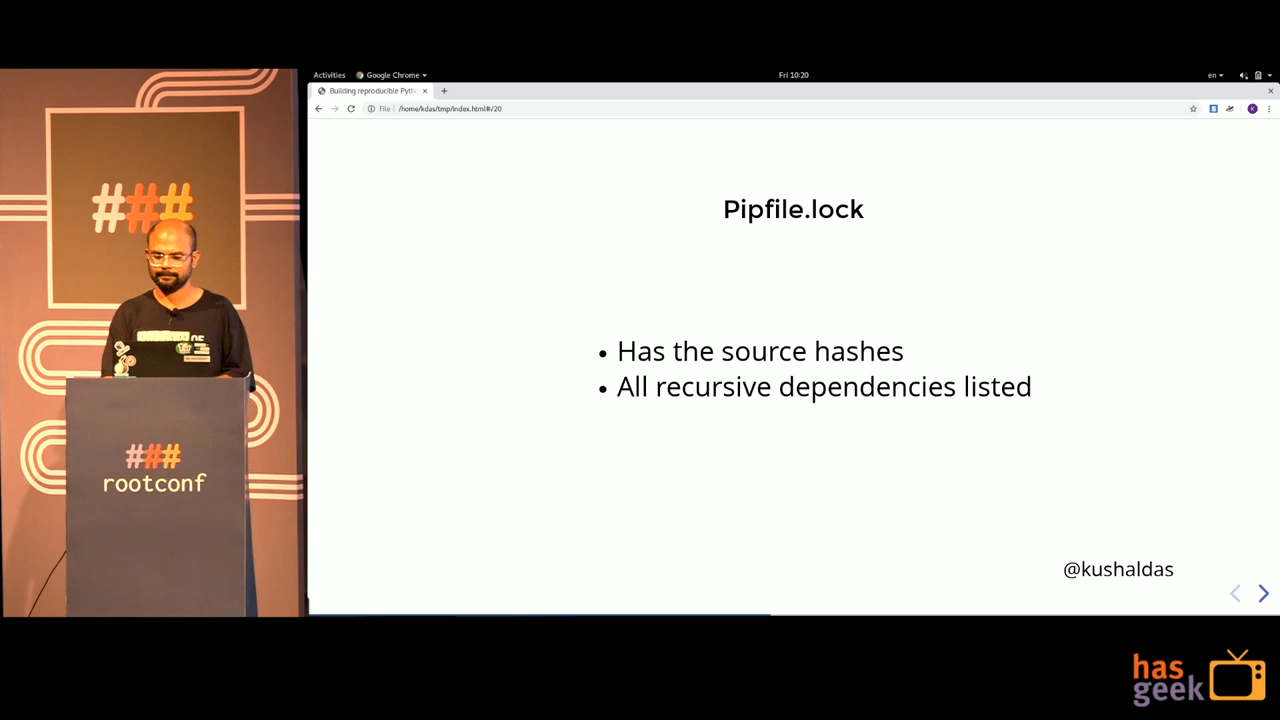 ###
###
rootconf
Activities
Google Chrome
Fri 10:20
en
Building reproducible Pyth
File
/home/kdas/tmp/index.html#/20
Pipfile.lock
• Has the source hashes
• All recursive dependencies listed
@kushaldas
has
geek